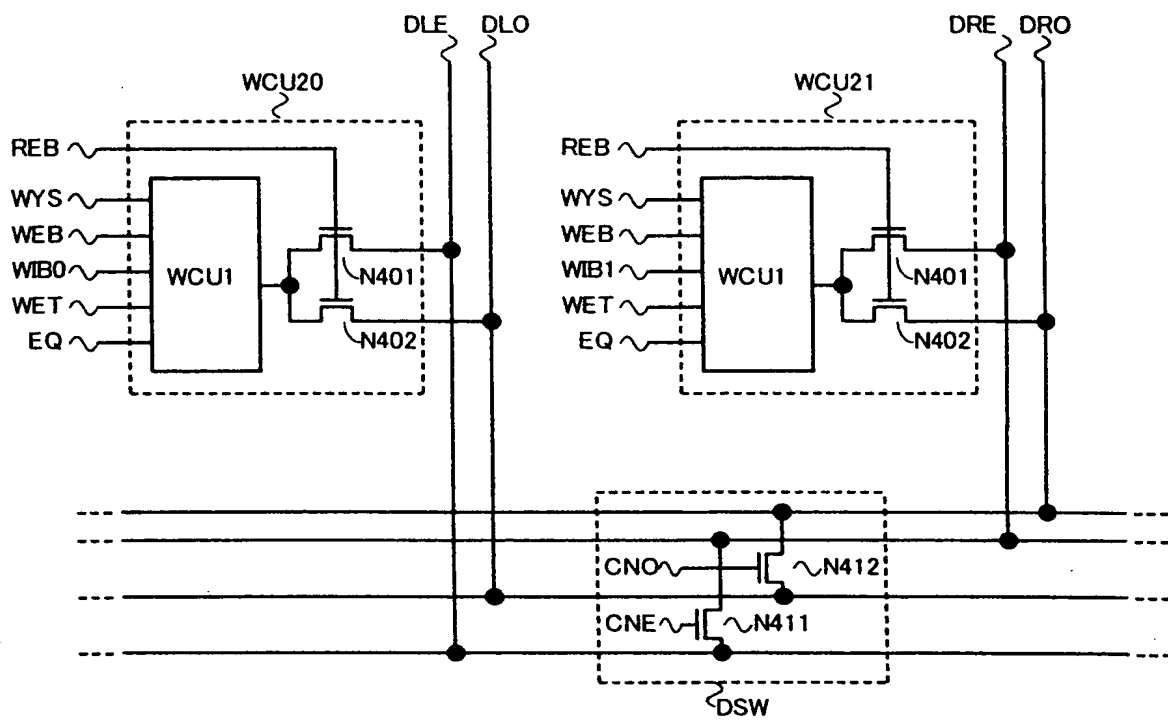 DLE DLO DRE DRO
WCU20 WCU21
REB REB
WYS WYS
WEB WEB
WIB0 WCU1 N401 WIB1 WCU1 N401
WET WET
EQ N402 EQ N402
CNO N412
CNE N411
DSW